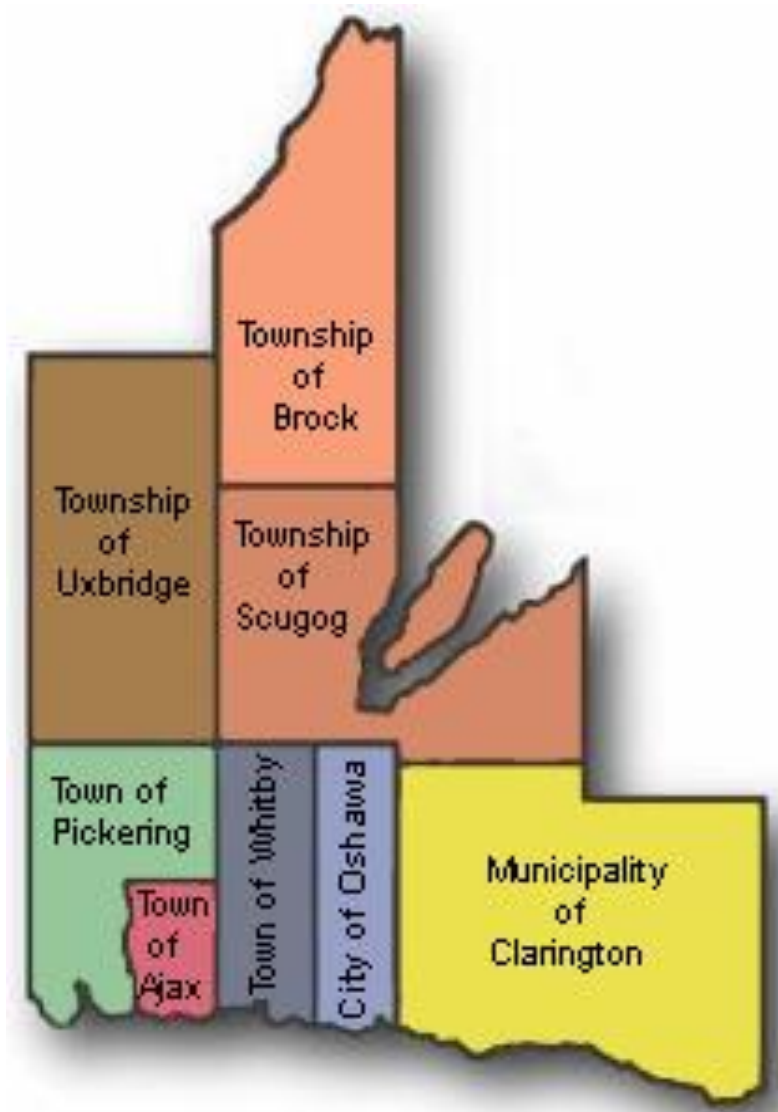 Township
of
Brock
Township
of
Uxbridge
Township
of
Scugog
Town of
Pickering
Town
of
Ajax
Town of Whitby
City of Oshawa
Municipality
of
Clarington